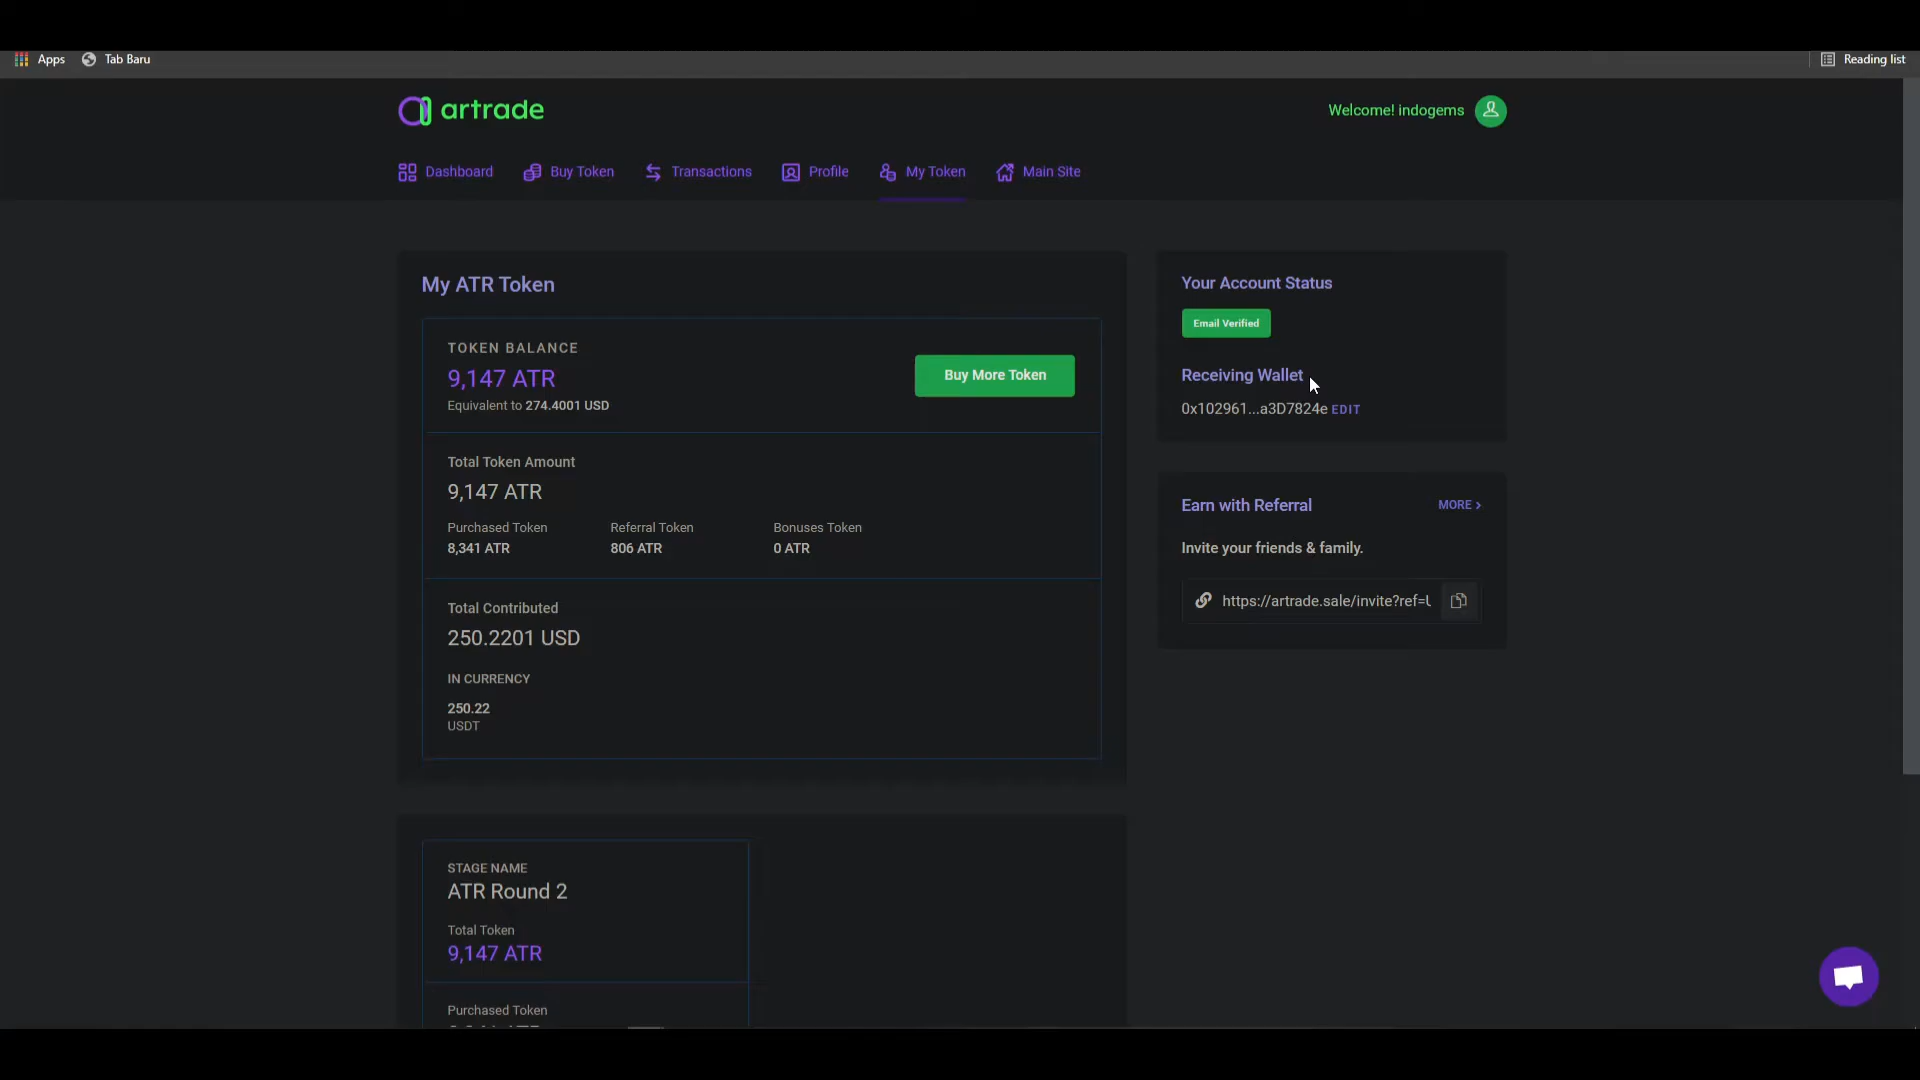 Apps Tab Baru Reading list
artrade
Welcome! indogems
Dashboard Buy Token Transactions Profile My Token Main Site
My ATR Token
TOKEN BALANCE
9,147 ATR
Equivalent to 274.4001 USD
Buy More Token
Total Token Amount
9,147 ATR
Purchased Token Referral Token Bonuses Token
8,341 ATR 806 ATR 0 ATR
Total Contributed
250.2201 USD
IN CURRENCY
250.22
USDT
Your Account Status
Email Verified
Receiving Wallet
0x102961...a3D7824e EDIT
Earn with Referral MORE >
Invite your friends & family.
https://artrade.sale/invite?ref=
STAGE NAME
ATR Round 2
Total Token
9,147 ATR
Purchased Token